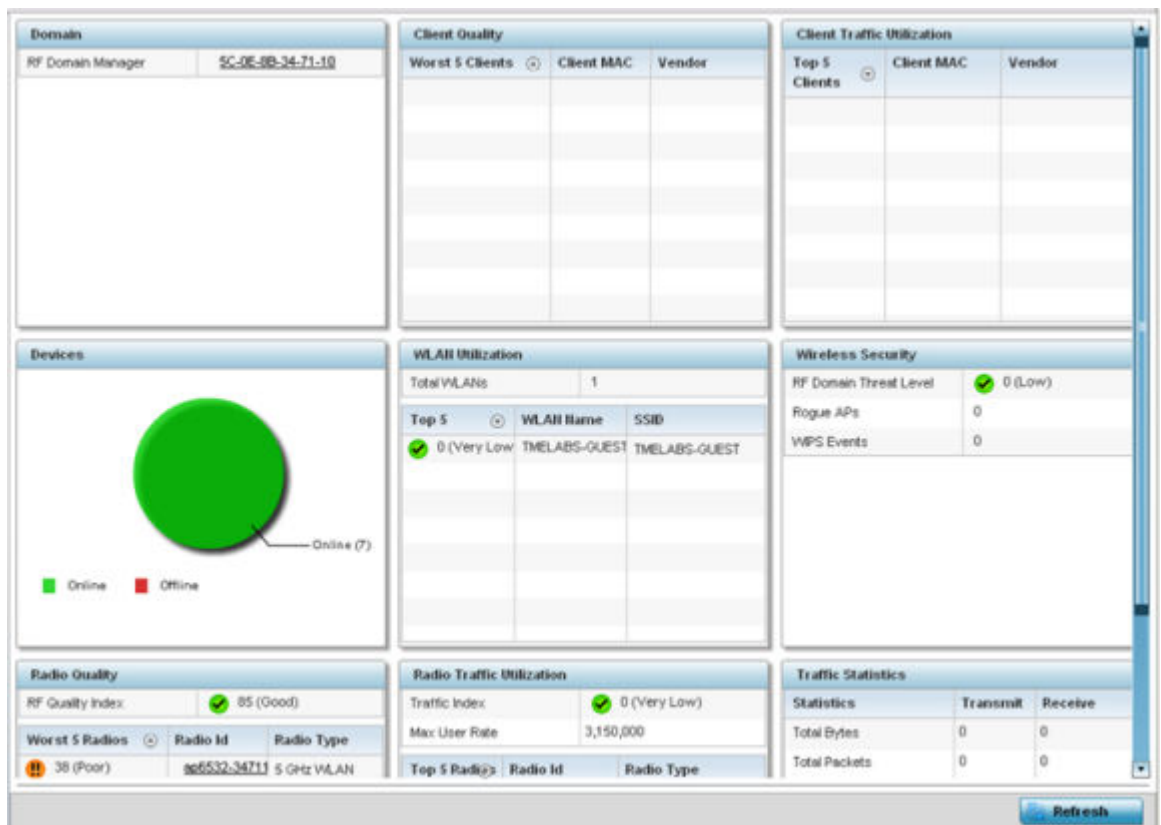 Domain
RF Domain Manager 5C-0E-8B-34-71-10
Client Quality
Worst 5 Clients Client MAC Vendor
Client Traffic Utilization
Top 5 Clients Client MAC Vendor
Devices
Online (7)
Online Offline
WLAN Utilization
Total WLANs 1
Top 5 WLAN Name SSID
0 (Very Low TMELABS-GUEST TMELABS-GUEST
Wireless Security
RF Domain Threat Level 0 (Low)
Rogue APs 0
WIPS Events 0
Radio Quality
RF Quality Index 85 (Good)
Worst 5 Radios Radio Id Radio Type
38 (Poor) ap6532-34711 5 GHz WLAN
Radio Traffic Utilization
Traffic Index 0 (Very Low)
Max User Rate 3,150,000
Top 5 Radios Radio Id Radio Type
Traffic Statistics
Statistics Transmit Receive
Total Bytes 0 0
Total Packets 0 0
Refresh